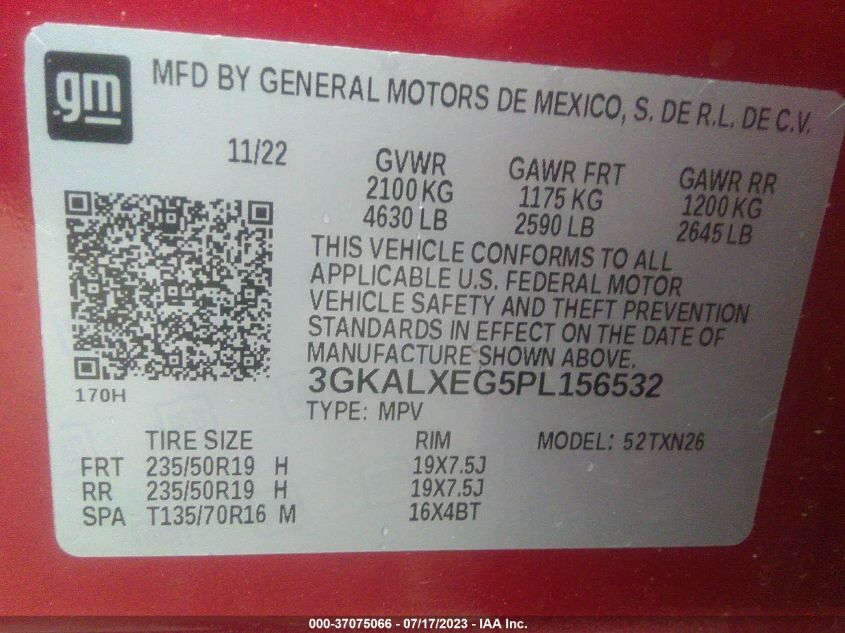 gm
MFD BY GENERAL MOTORS DE MEXICO, S. DE R.L. DE C.V.
11/22
GVWR GAWR FRT GAWR RR
2100 KG 1175 KG 1200 KG
4630 LB 2590 LB 2645 LB
THIS VEHICLE CONFORMS TO ALL
APPLICABLE U.S. FEDERAL MOTOR
VEHICLE SAFETY AND THEFT PREVENTION
STANDARDS IN EFFECT ON THE DATE OF
MANUFACTURE SHOWN ABOVE.
170H
3GKALXEG5PL156532
TYPE: MPV
TIRE SIZE RIM MODEL: 52TXN26
FRT 235/50R19 H 19X7.5J
RR 235/50R19 H 19X7.5J
SPA T135/70R16 M 16X4BT
000-37075066 - 07/17/2023 - IAA Inc.